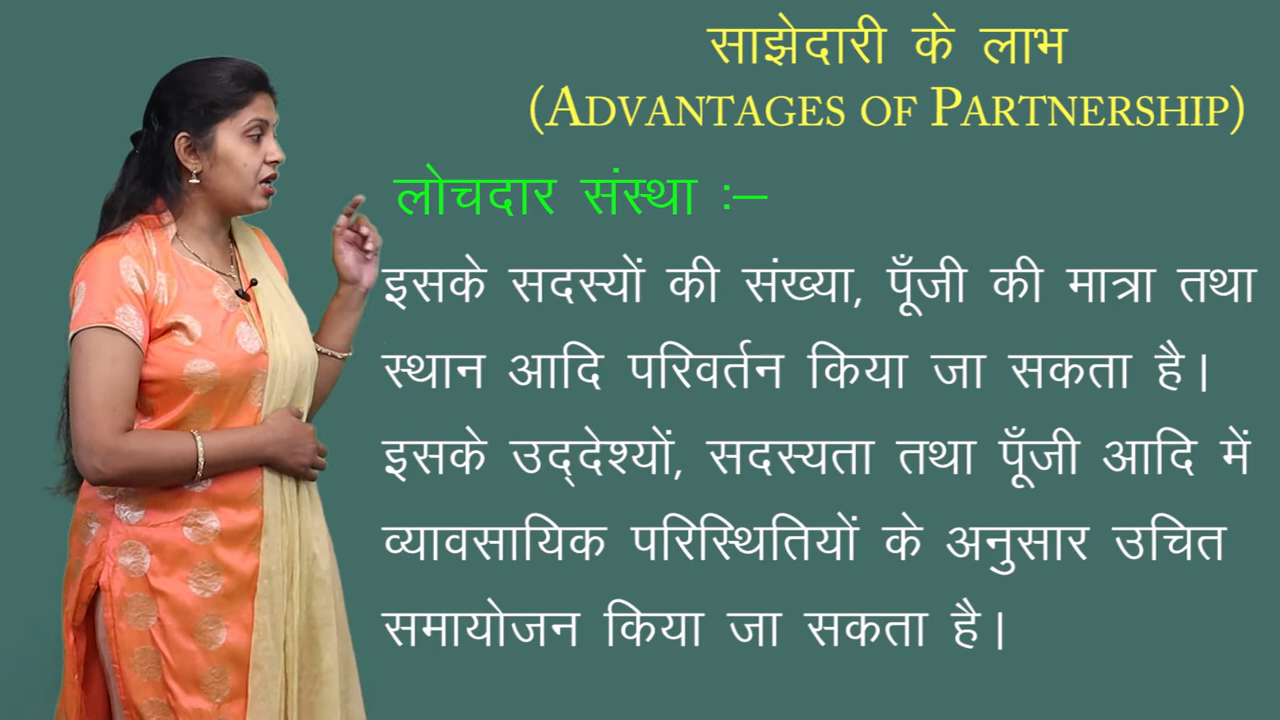 साझेदारी के लाभ
(ADVANTAGES OF PARTNERSHIP)
लोचदार संस्था :–
इसके सदस्यों की संख्या, पूँजी की मात्रा तथा
स्थान आदि परिवर्तन किया जा सकता है।
इसके उद्‌देश्यों, सदस्यता तथा पूँजी आदि में
व्यावसायिक परिस्थितियों के अनुसार उचित
समायोजन किया जा सकता है।